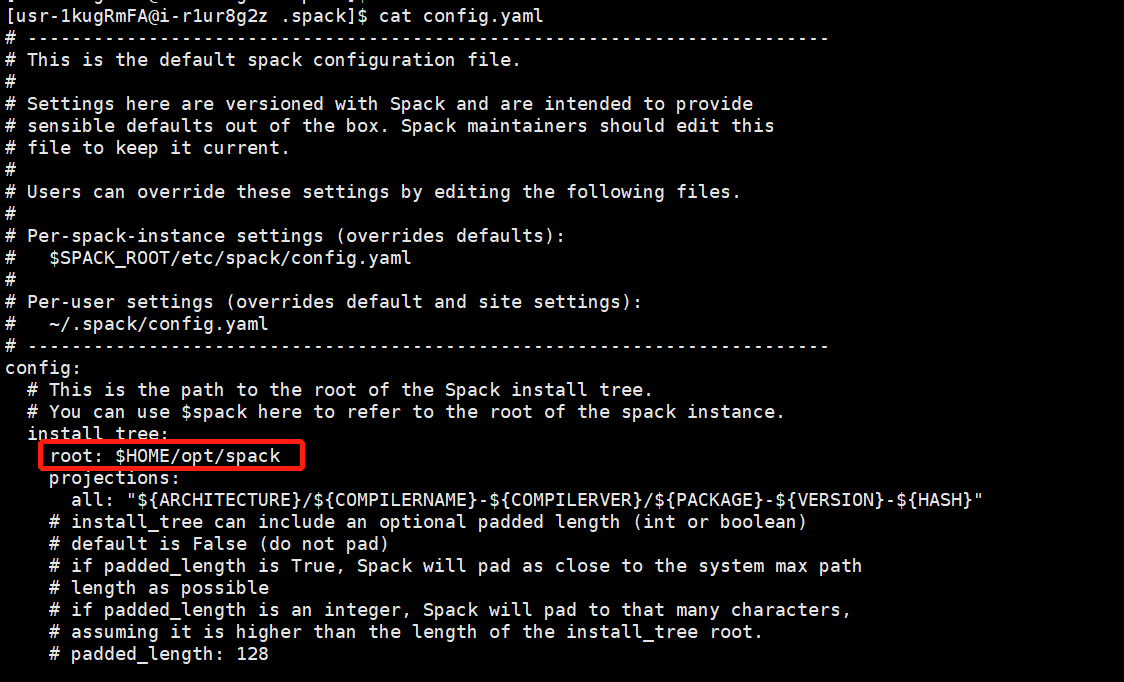 [usr-1kugRmFA@i-r1ur8g2z .spack]$ cat config.yaml
# -------------------------------------------------------------------------
# This is the default spack configuration file.
#
# Settings here are versioned with Spack and are intended to provide
# sensible defaults out of the box. Spack maintainers should edit this
# file to keep it current.
#
# Users can override these settings by editing the following files.
#
# Per-spack-instance settings (overrides defaults):
#   $SPACK_ROOT/etc/spack/config.yaml
#
# Per-user settings (overrides default and site settings):
#   ~/.spack/config.yaml
# -------------------------------------------------------------------------
config:
  # This is the path to the root of the Spack install tree.
  # You can use $spack here to refer to the root of the spack instance.
  install_tree:
    root: $HOME/opt/spack
    projections:
      all: "${ARCHITECTURE}/${COMPILERNAME}-${COMPILERVER}/${PACKAGE}-${VERSION}-${HASH}"
    # install_tree can include an optional padded length (int or boolean)
    # default is False (do not pad)
    # if padded_length is True, Spack will pad as close to the system max path
    # length as possible
    # if padded_length is an integer, Spack will pad to that many characters,
    # assuming it is higher than the length of the install_tree root.
    # padded_length: 128